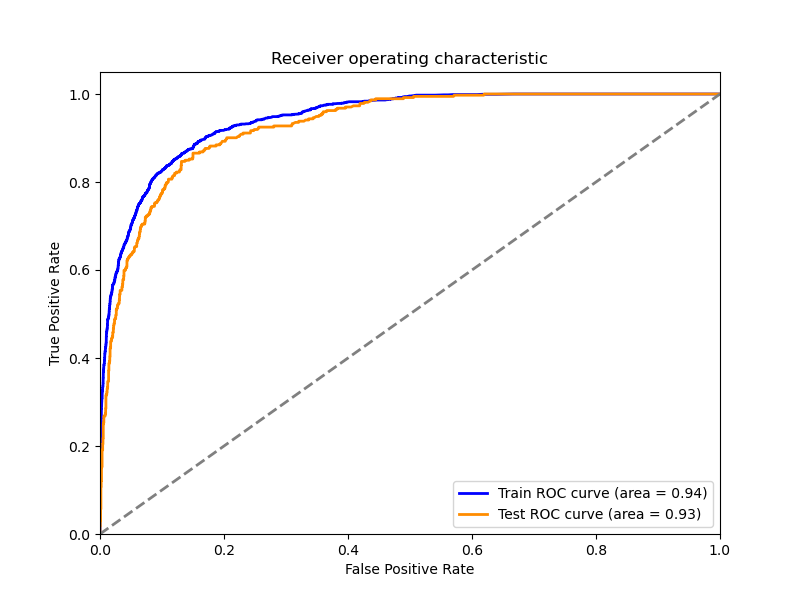 Receiver operating characteristic
True Positive Rate
1.0
0.8
0.6
0.4
0.2
0.0
Train ROC curve (area = 0.94)
Test ROC curve (area = 0.93)
0.0 0.2 0.4 0.6 0.8 1.0
False Positive Rate